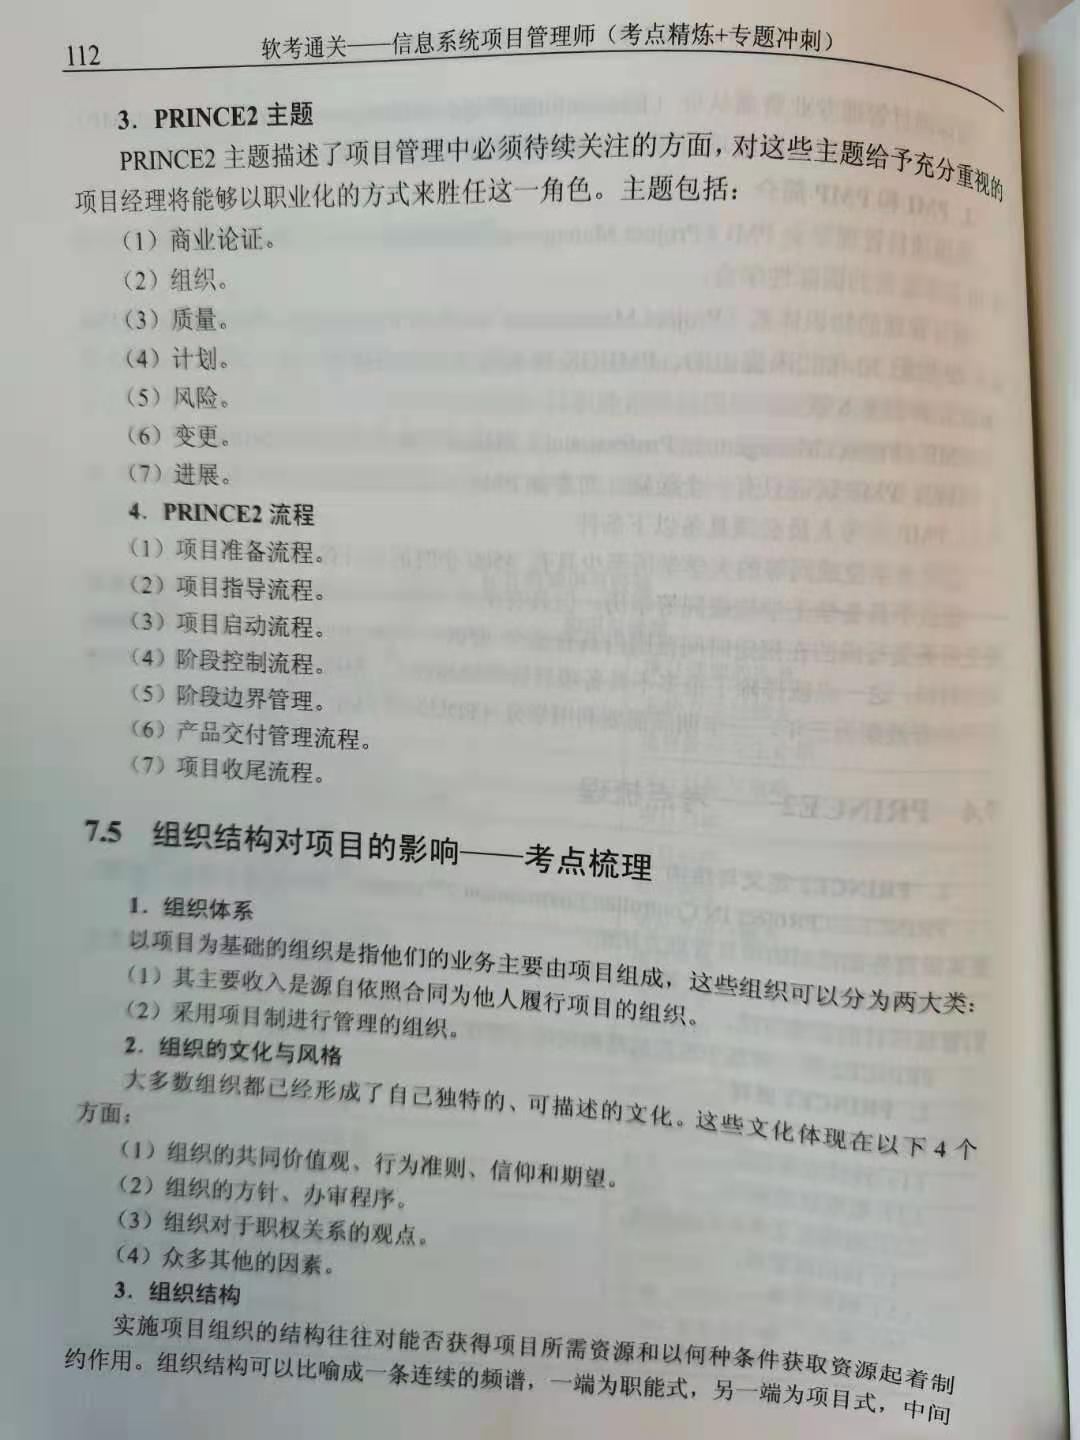 112
软考通关——信息系统项目管理师（考点精炼+专题冲刺）
3．PRINCE2 主题
PRINCE2 主题描述了项目管理中必须待续关注的方面，对这些主题给予充分重视的
项目经理将能够以职业化的方式来胜任这一角色。主题包括：
（1）商业论证。
（2）组织。
（3）质量。
（4）计划。
（5）风险。
（6）变更。
（7）进展。
4．PRINCE2 流程
（1）项目准备流程。
（2）项目指导流程。
（3）项目启动流程。
（4）阶段控制流程。
（5）阶段边界管理。
（6）产品交付管理流程。
（7）项目收尾流程。
7.5 组织结构对项目的影响——考点梳理
1．组织体系
以项目为基础的组织是指他们的业务主要由项目组成，这些组织可以分为两大类：
（1）其主要收入是源自依照合同为他人履行项目的组织。
（2）采用项目制进行管理的组织。
2．组织的文化与风格
大多数组织都已经形成了自己独特的、可描述的文化。这些文化体现在以下 4 个
方面：
（1）组织的共同价值观、行为准则、信仰和期望。
（2）组织的方针、办审程序。
（3）组织对于职权关系的观点。
（4）众多其他的因素。
3．组织结构
实施项目组织的结构往往对能否获得项目所需资源和以何种条件获取资源起着制
约作用。组织结构可以比喻成一条连续的频谱，一端为职能式，另一端为项目式，中间